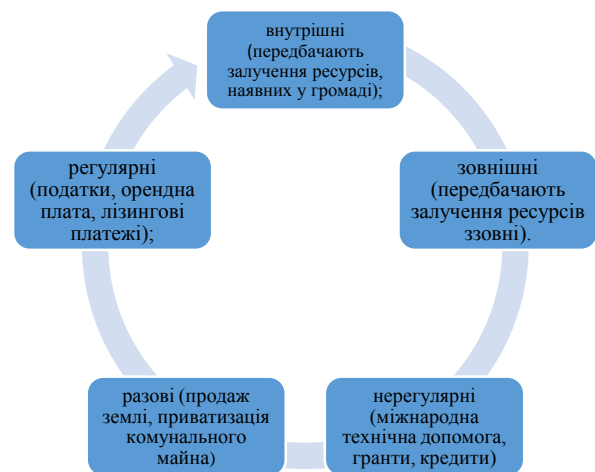 внутрішні
(передбачають
залучення ресурсів,
наявних у громаді);
зовнішні
(передбачають
залучення ресурсів
ззовні).
нерегулярні
(міжнародна
технічна допомога,
гранти, кредити)
разові (продаж
землі, приватизація
комунального
майна)
регулярні
(податки, орендна
плата, лізингові
платежі);